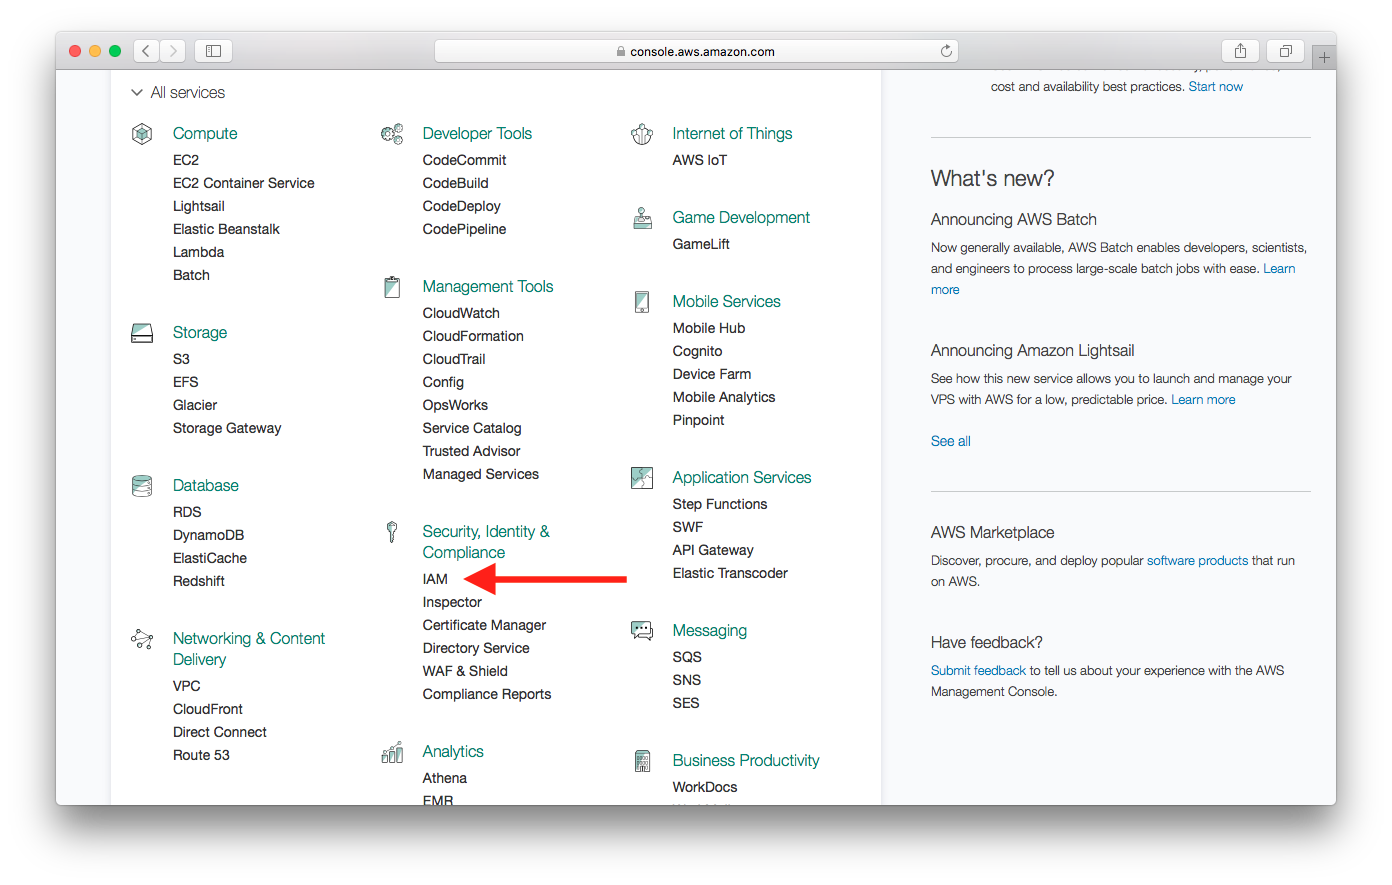 console.aws.amazon.com
All services
Compute
EC2
EC2 Container Service
Lightsail
Elastic Beanstalk
Lambda
Batch
Storage
S3
EFS
Glacier
Storage Gateway
Database
RDS
DynamoDB
ElastiCache
Redshift
Networking & Content
Delivery
VPC
CloudFront
Direct Connect
Route 53
Developer Tools
CodeCommit
CodeBuild
CodeDeploy
CodePipeline
Management Tools
CloudWatch
CloudFormation
CloudTrail
Config
OpsWorks
Service Catalog
Trusted Advisor
Managed Services
Security, Identity &
Compliance
IAM
Inspector
Certificate Manager
Directory Service
WAF & Shield
Compliance Reports
Analytics
Athena
EMR
Internet of Things
AWS IoT
Game Development
GameLift
Mobile Services
Mobile Hub
Cognito
Device Farm
Mobile Analytics
Pinpoint
Application Services
Step Functions
SWF
API Gateway
Elastic Transcoder
Messaging
SQS
SNS
SES
Business Productivity
WorkDocs
cost and availability best practices. Start now
What's new?
Announcing AWS Batch
Now generally available, AWS Batch enables developers, scientists,
and engineers to process large-scale batch jobs with ease. Learn
more
Announcing Amazon Lightsail
See how this new service allows you to launch and manage your
VPS with AWS for a low, predictable price. Learn more
See all
AWS Marketplace
Discover, procure, and deploy popular software products that run
on AWS.
Have feedback?
Submit feedback to tell us about your experience with the AWS
Management Console.